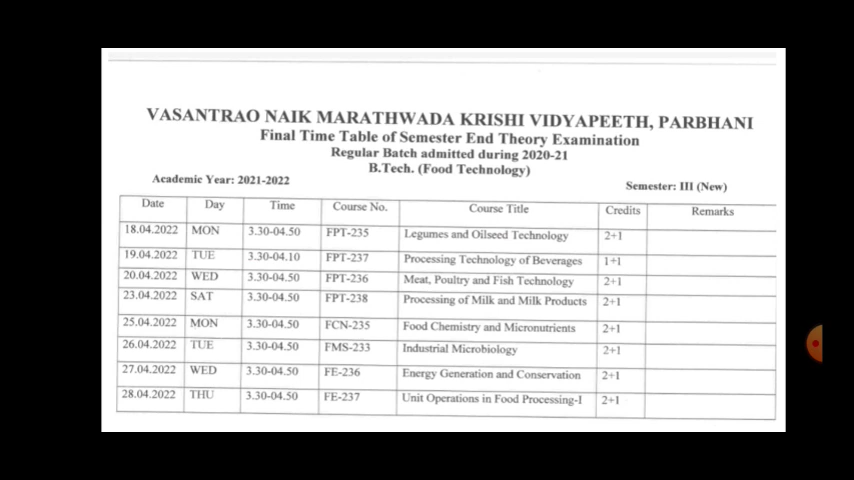 VASANTRAO NAIK MARATHWADA KRISHI VIDYAPEETH, PARBHANI
Final Time Table of Semester End Theory Examination
Regular Batch admitted during 2020-21
B.Tech. (Food Technology)
Academic Year: 2021-2022 Semester: III (New)
Date Day Time Course No. Course Title Credits Remarks
18.04.2022 MON 3.30-04.50 FPT-235 Legumes and Oilseed Technology 2+1
19.04.2022 TUE 3.30-04.10 FPT-237 Processing Technology of Beverages 1+1
20.04.2022 WED 3.30-04.50 FPT-236 Meat, Poultry and Fish Technology 2+1
23.04.2022 SAT 3.30-04.50 FPT-238 Processing of Milk and Milk Products 2+1
25.04.2022 MON 3.30-04.50 FCN-235 Food Chemistry and Micronutrients 2+1
26.04.2022 TUE 3.30-04.50 FMS-233 Industrial Microbiology 2+1
27.04.2022 WED 3.30-04.50 FE-236 Energy Generation and Conservation 2+1
28.04.2022 THU 3.30-04.50 FE-237 Unit Operations in Food Processing-I 2+1